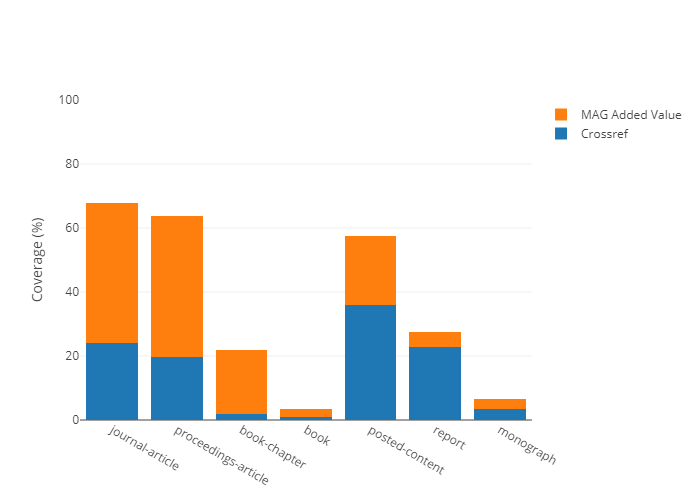 100
80
60
40
20
0
Coverage (%)
journal-article
proceedings-article
book-chapter
book
posted-content
report
monograph
MAG Added Value
Crossref